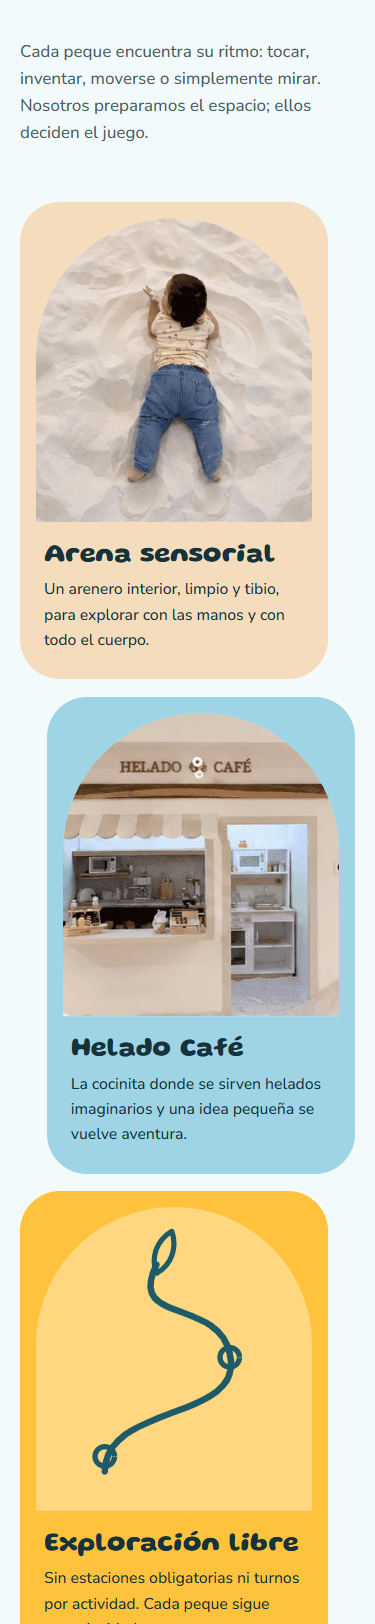 Cada peque encuentra su ritmo: tocar,
inventar, moverse o simplemente mirar.
Nosotros preparamos el espacio; ellos
deciden el juego.
Arena sensorial
Un arenero interior, limpio y tibio,
para explorar con las manos y con
todo el cuerpo.
HELADO CAFÉ
Helado Café
La cocinita donde se sirven helados
imaginarios y una idea pequeña se
vuelve aventura.
Exploración libre
Sin estaciones obligatorias ni turnos
por actividad. Cada peque sigue